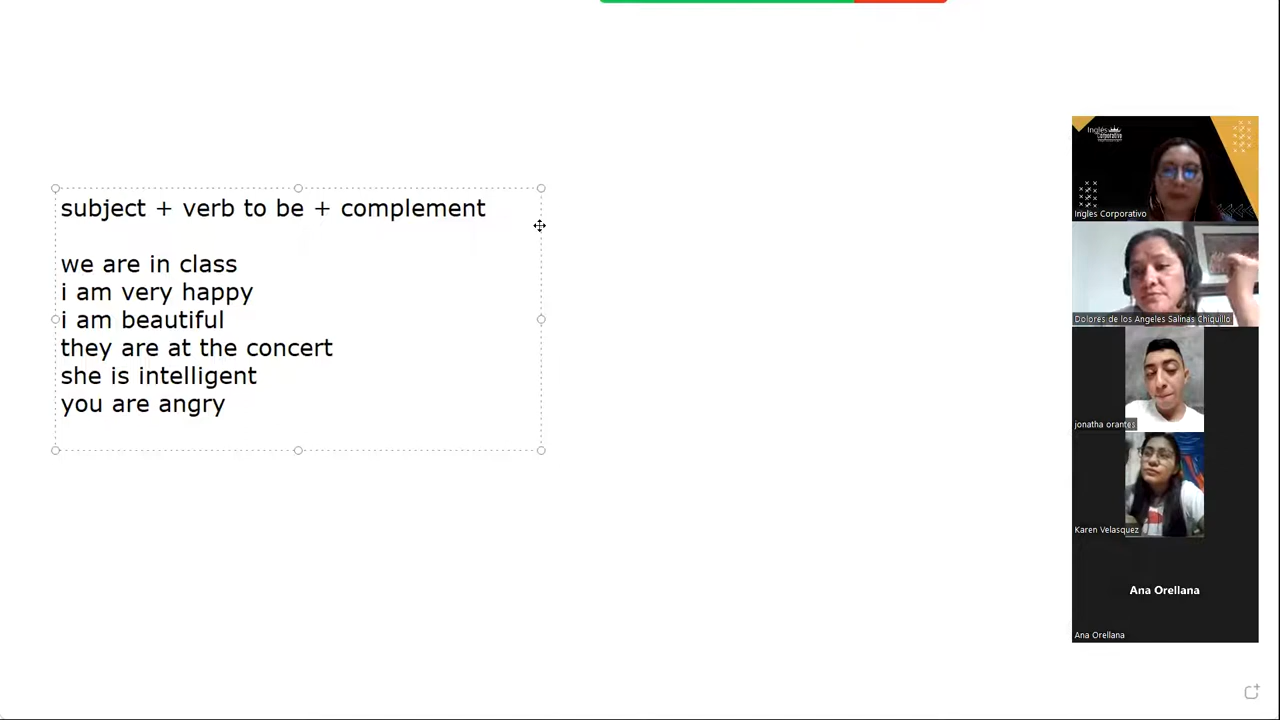 subject + verb to be + complement
we are in class
i am very happy
i am beautiful
they are at the concert
she is intelligent
you are angry
Inglés
Corporativo
Ingles Corporativo
Dolores de los Angeles Salinas Chiquillo
jonatha orantes
Karen Velasquez
Ana Orellana
Ana Orellana